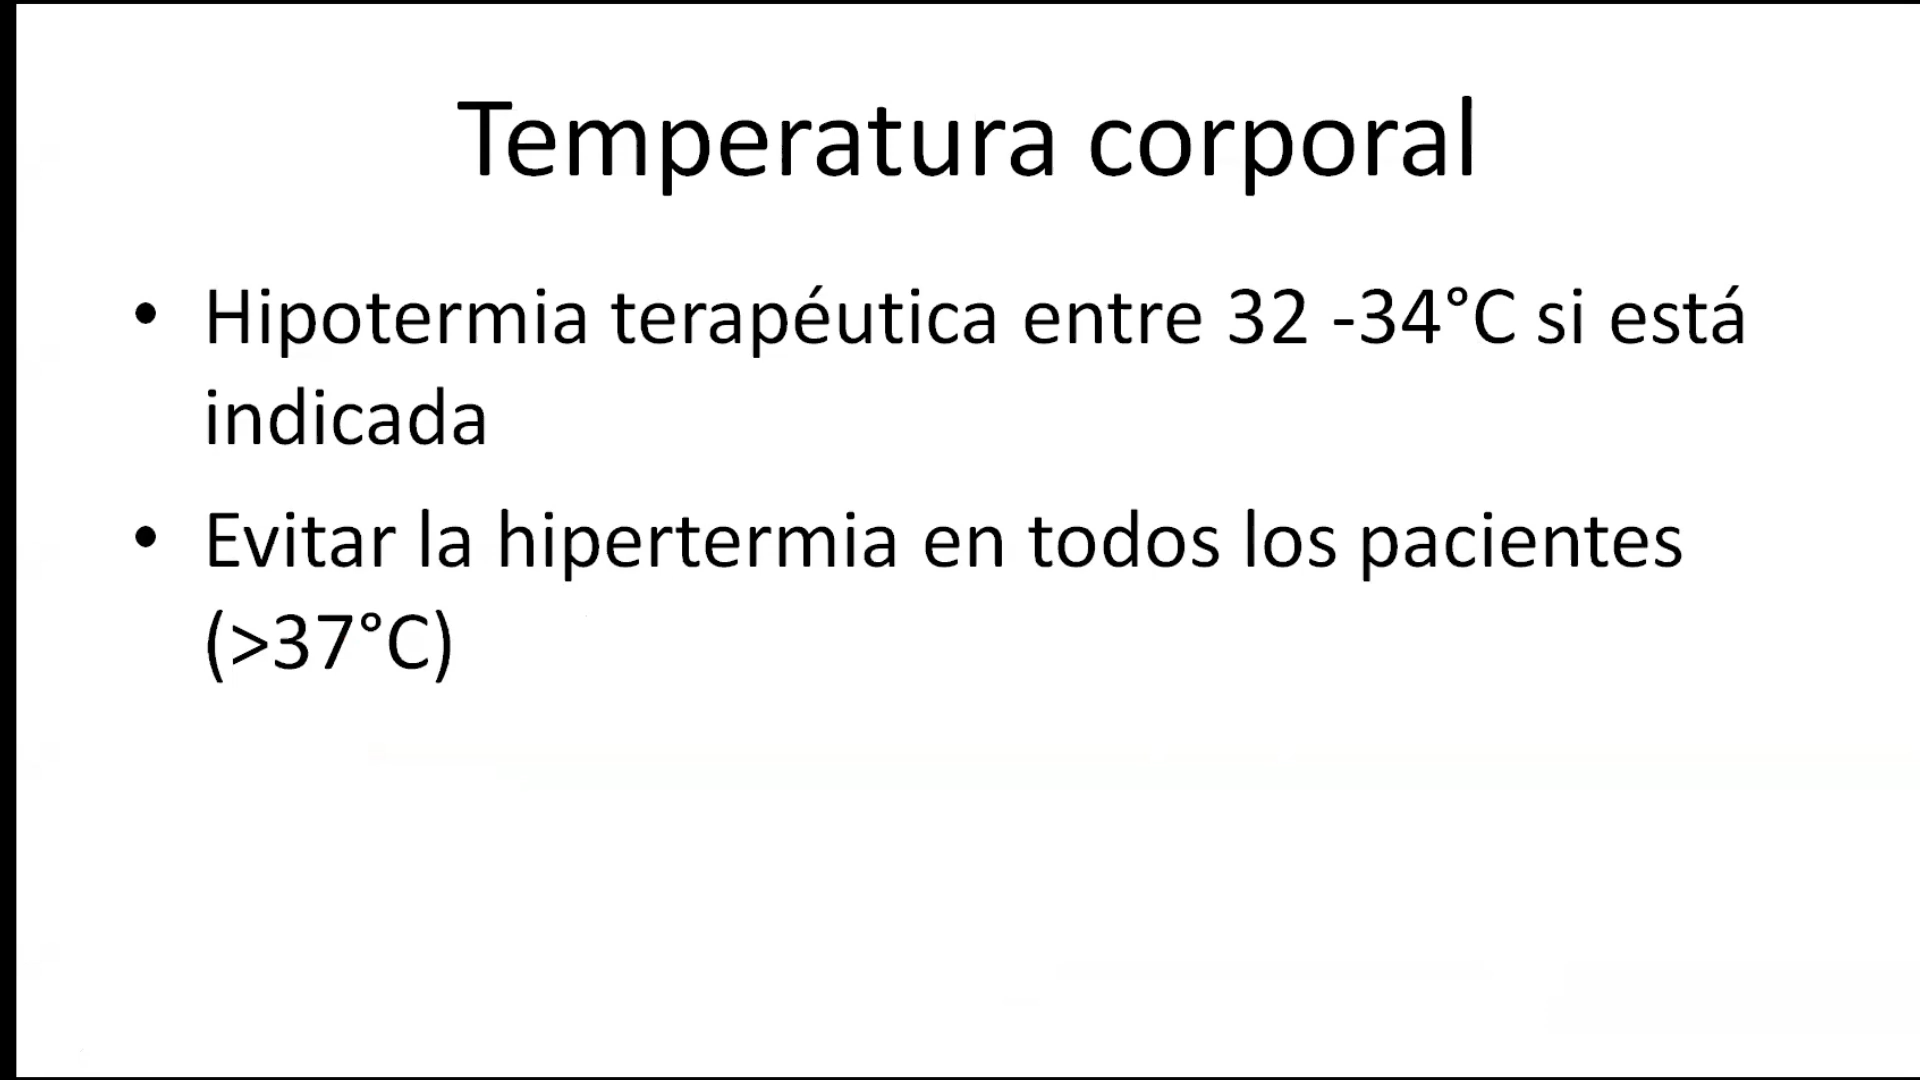 Temperatura corporal
• Hipotermia terapéutica entre 32 -34°C si está
indicada
• Evitar la hipertermia en todos los pacientes
(>37°C)